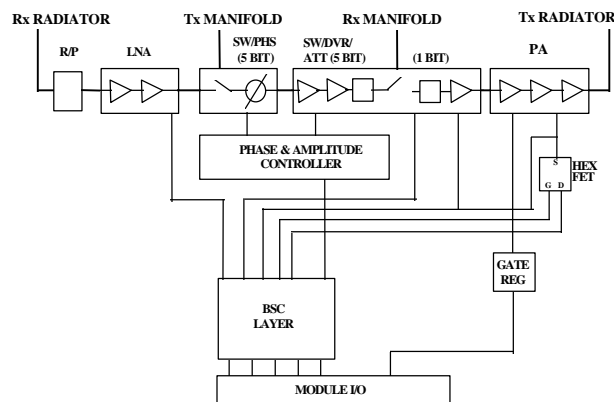 Rx RADIATOR
Tx MANIFOLD
Rx MANIFOLD
Tx RADIATOR
R/P
LNA
SW/PHS
(5 BIT)
SW/DVR/
ATT (5 BIT)
(1 BIT)
PA
PHASE & AMPLITUDE
CONTROLLER
S
G D
HEX
FET
GATE
REG
BSC
LAYER
MODULE I/O